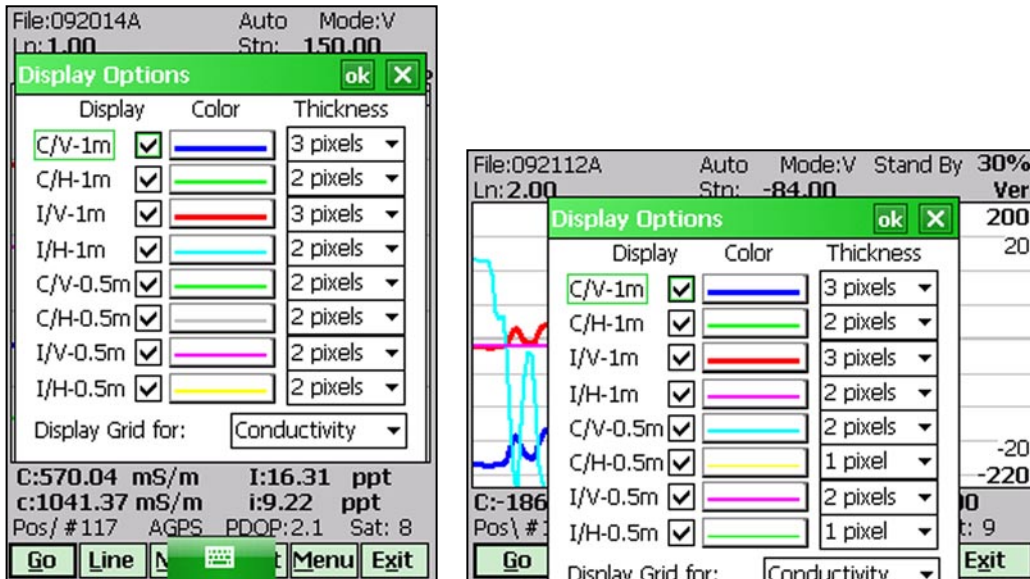 File:092014A Auto Mode:V
Ln:1.00 Stn: 150.00
Display Options ok
Display Color Thickness
C/V-1m 3 pixels
C/H-1m 2 pixels
I/V-1m 3 pixels
I/H-1m 2 pixels
C/V-0.5m 2 pixels
C/H-0.5m 2 pixels
I/V-0.5m 2 pixels
I/H-0.5m 2 pixels
Display Grid for: Conductivity
C:570.04 mS/m I:16.31 ppt
c:1041.37 mS/m i:9.22 ppt
Pos/ #117 AGPS PDOP:2.1 Sat: 8
Go Line Menu Exit
File:092112A Auto Mode:V Stand By 30%
Ln:2.00 Stn: -84.00 Ver
200
20
Display Options ok
Display Color Thickness
C/V-1m 3 pixels
C/H-1m 2 pixels
I/V-1m 3 pixels
I/H-1m 2 pixels
C/V-0.5m 2 pixels
C/H-0.5m 1 pixel
I/V-0.5m 2 pixels
I/H-0.5m 1 pixel
Display Grid for: Conductivity
-20
-220
C:-186
Pos\ #1 t: 9
Go Exit